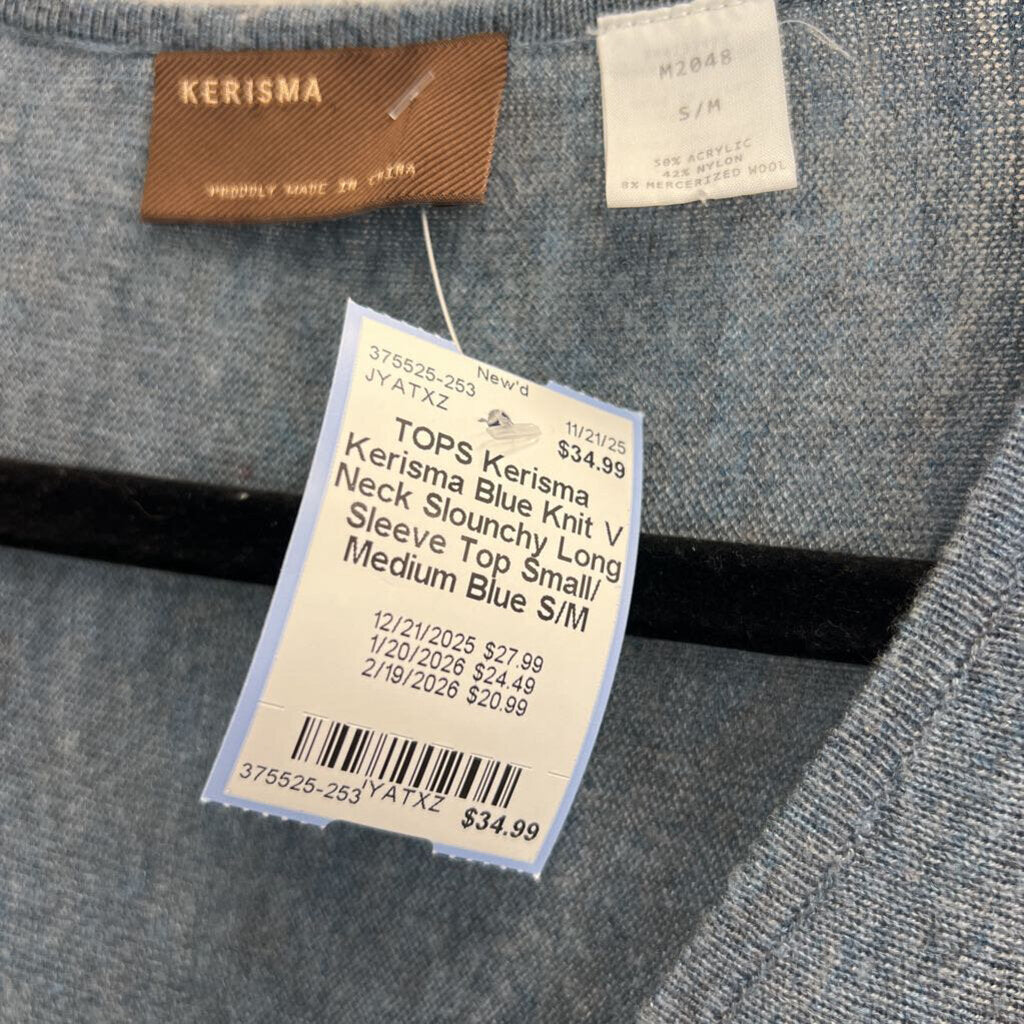 KERISMA
PROUDLY MADE IN CHINA
M2048
S/M
50% ACRYLIC
42% NYLON
8% MERCERIZED WOOL
375525-253
New'd
JYATXZ
11/21/25
$34.99
TOPS Kerisma
Kerisma Blue Knit V
Neck Slounchy Long
Sleeve Top Small/
Medium Blue S/M
12/21/2025 $27.99
1/20/2026 $24.49
2/19/2026 $20.99
375525-253
JYATXZ
$34.99